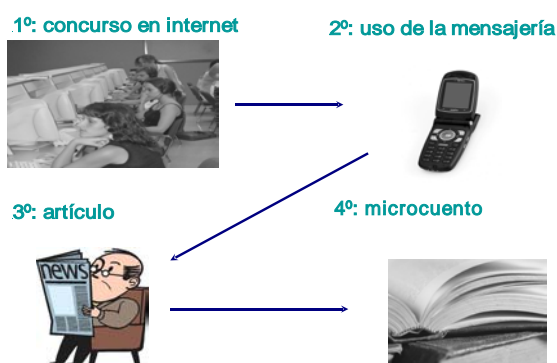 1º: concurso en internet
2º: uso de la mensajería
3º: artículo
4º: microcuento
news